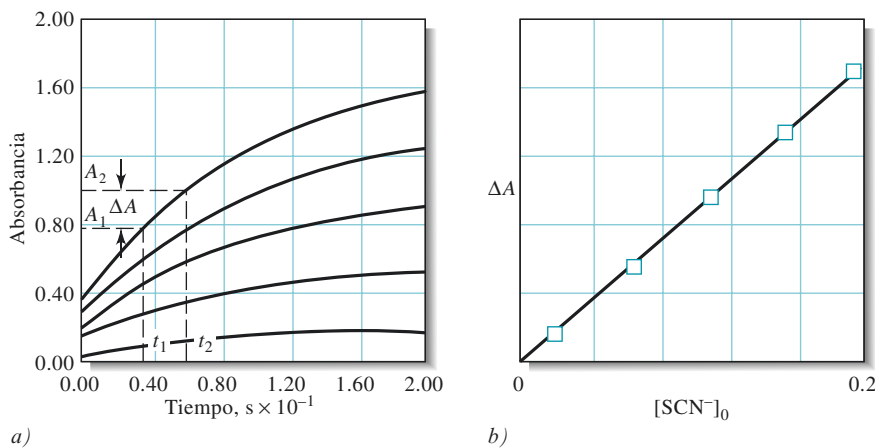 2.00
1.60
1.20
0.80
0.40
0.00
Absorbancia
A₂
ΔA
A₁
t₁
t₂
0.00 0.40 0.80 1.20 1.60 2.00
Tiempo, s × 10⁻¹
a)
ΔA
0 0.2
[SCN⁻]₀
b)